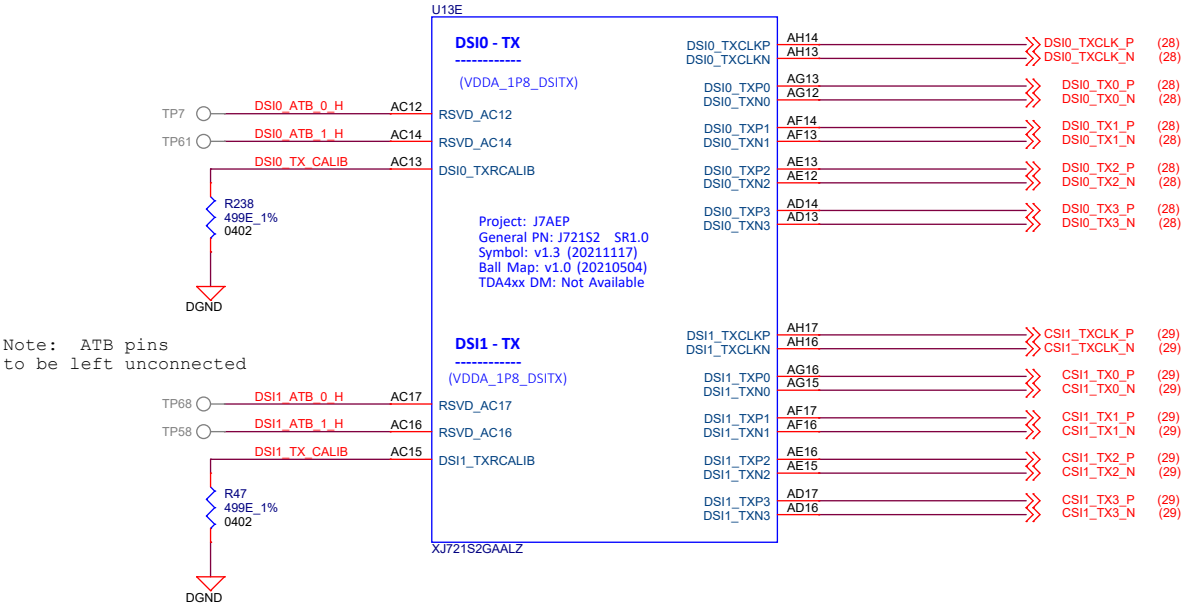 U13E
DSI0 - TX
------------
(VDDA_1P8_DSITX)
TP7 DSI0_ATB_0_H AC12 RSVD_AC12
TP61 DSI0_ATB_1_H AC14 RSVD_AC14
DSI0_TX_CALIB AC13 DSI0_TXRCALIB
R238
499E_1%
0402
DGND
DSI0_TXCLKP AH14 DSI0_TXCLK_P (28)
DSI0_TXCLKN AH13 DSI0_TXCLK_N (28)
DSI0_TXP0 AG13 DSI0_TX0_P (28)
DSI0_TXN0 AG12 DSI0_TX0_N (28)
DSI0_TXP1 AF14 DSI0_TX1_P (28)
DSI0_TXN1 AF13 DSI0_TX1_N (28)
DSI0_TXP2 AE13 DSI0_TX2_P (28)
DSI0_TXN2 AE12 DSI0_TX2_N (28)
DSI0_TXP3 AD14 DSI0_TX3_P (28)
DSI0_TXN3 AD13 DSI0_TX3_N (28)
Project: J7AEP
General PN: J721S2 SR1.0
Symbol: v1.3 (20211117)
Ball Map: v1.0 (20210504)
TDA4xx DM: Not Available
Note: ATB pins
to be left unconnected
DSI1 - TX
------------
(VDDA_1P8_DSITX)
TP68 DSI1_ATB_0_H AC17 RSVD_AC17
TP58 DSI1_ATB_1_H AC16 RSVD_AC16
DSI1_TX_CALIB AC15 DSI1_TXRCALIB
R47
499E_1%
0402
DGND
DSI1_TXCLKP AH17 CSI1_TXCLK_P (29)
DSI1_TXCLKN AH16 CSI1_TXCLK_N (29)
DSI1_TXP0 AG16 CSI1_TX0_P (29)
DSI1_TXN0 AG15 CSI1_TX0_N (29)
DSI1_TXP1 AF17 CSI1_TX1_P (29)
DSI1_TXN1 AF16 CSI1_TX1_N (29)
DSI1_TXP2 AE16 CSI1_TX2_P (29)
DSI1_TXN2 AE15 CSI1_TX2_N (29)
DSI1_TXP3 AD17 CSI1_TX3_P (29)
DSI1_TXN3 AD16 CSI1_TX3_N (29)
XJ721S2GAALZ